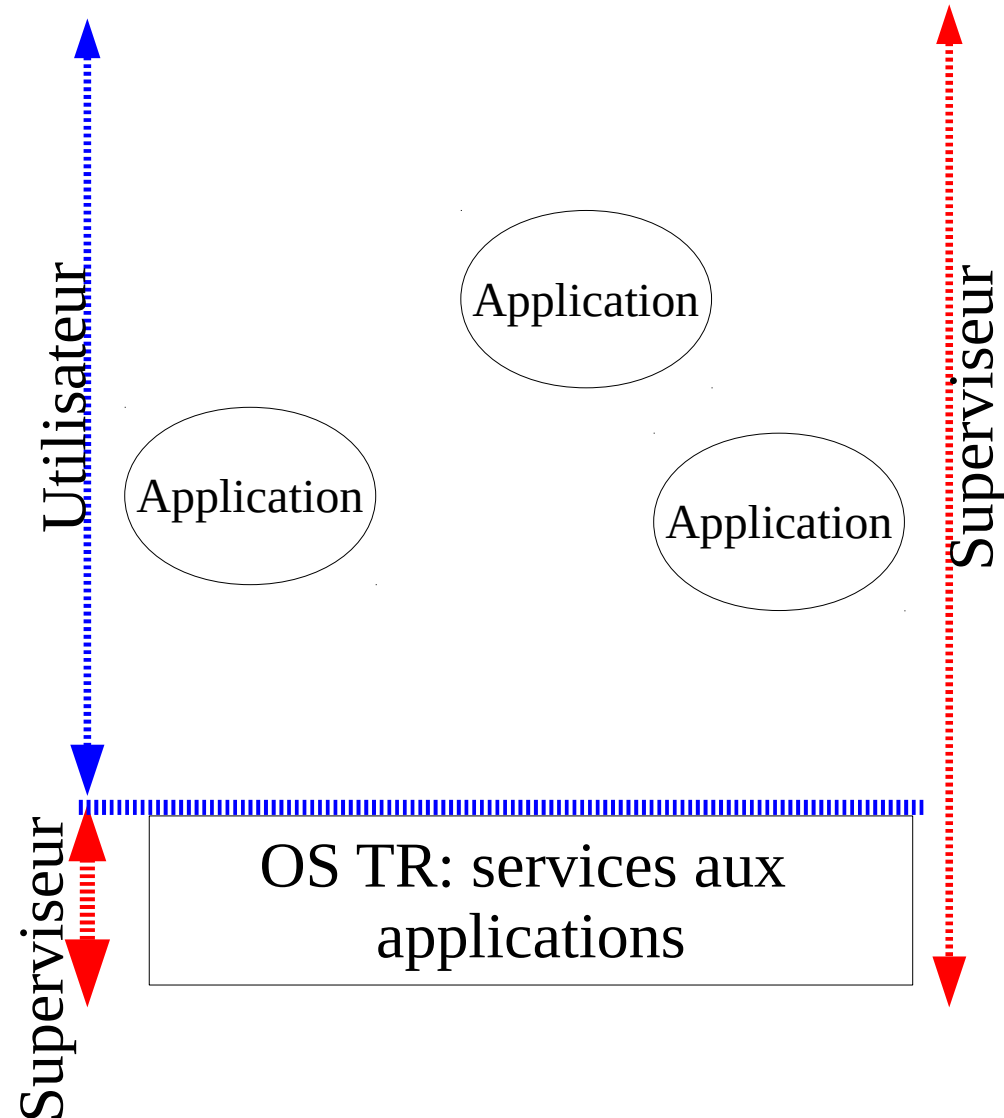 Utilisateur
Superviseur
Application
Application
Application
OS TR: services aux
applications
Superviseur